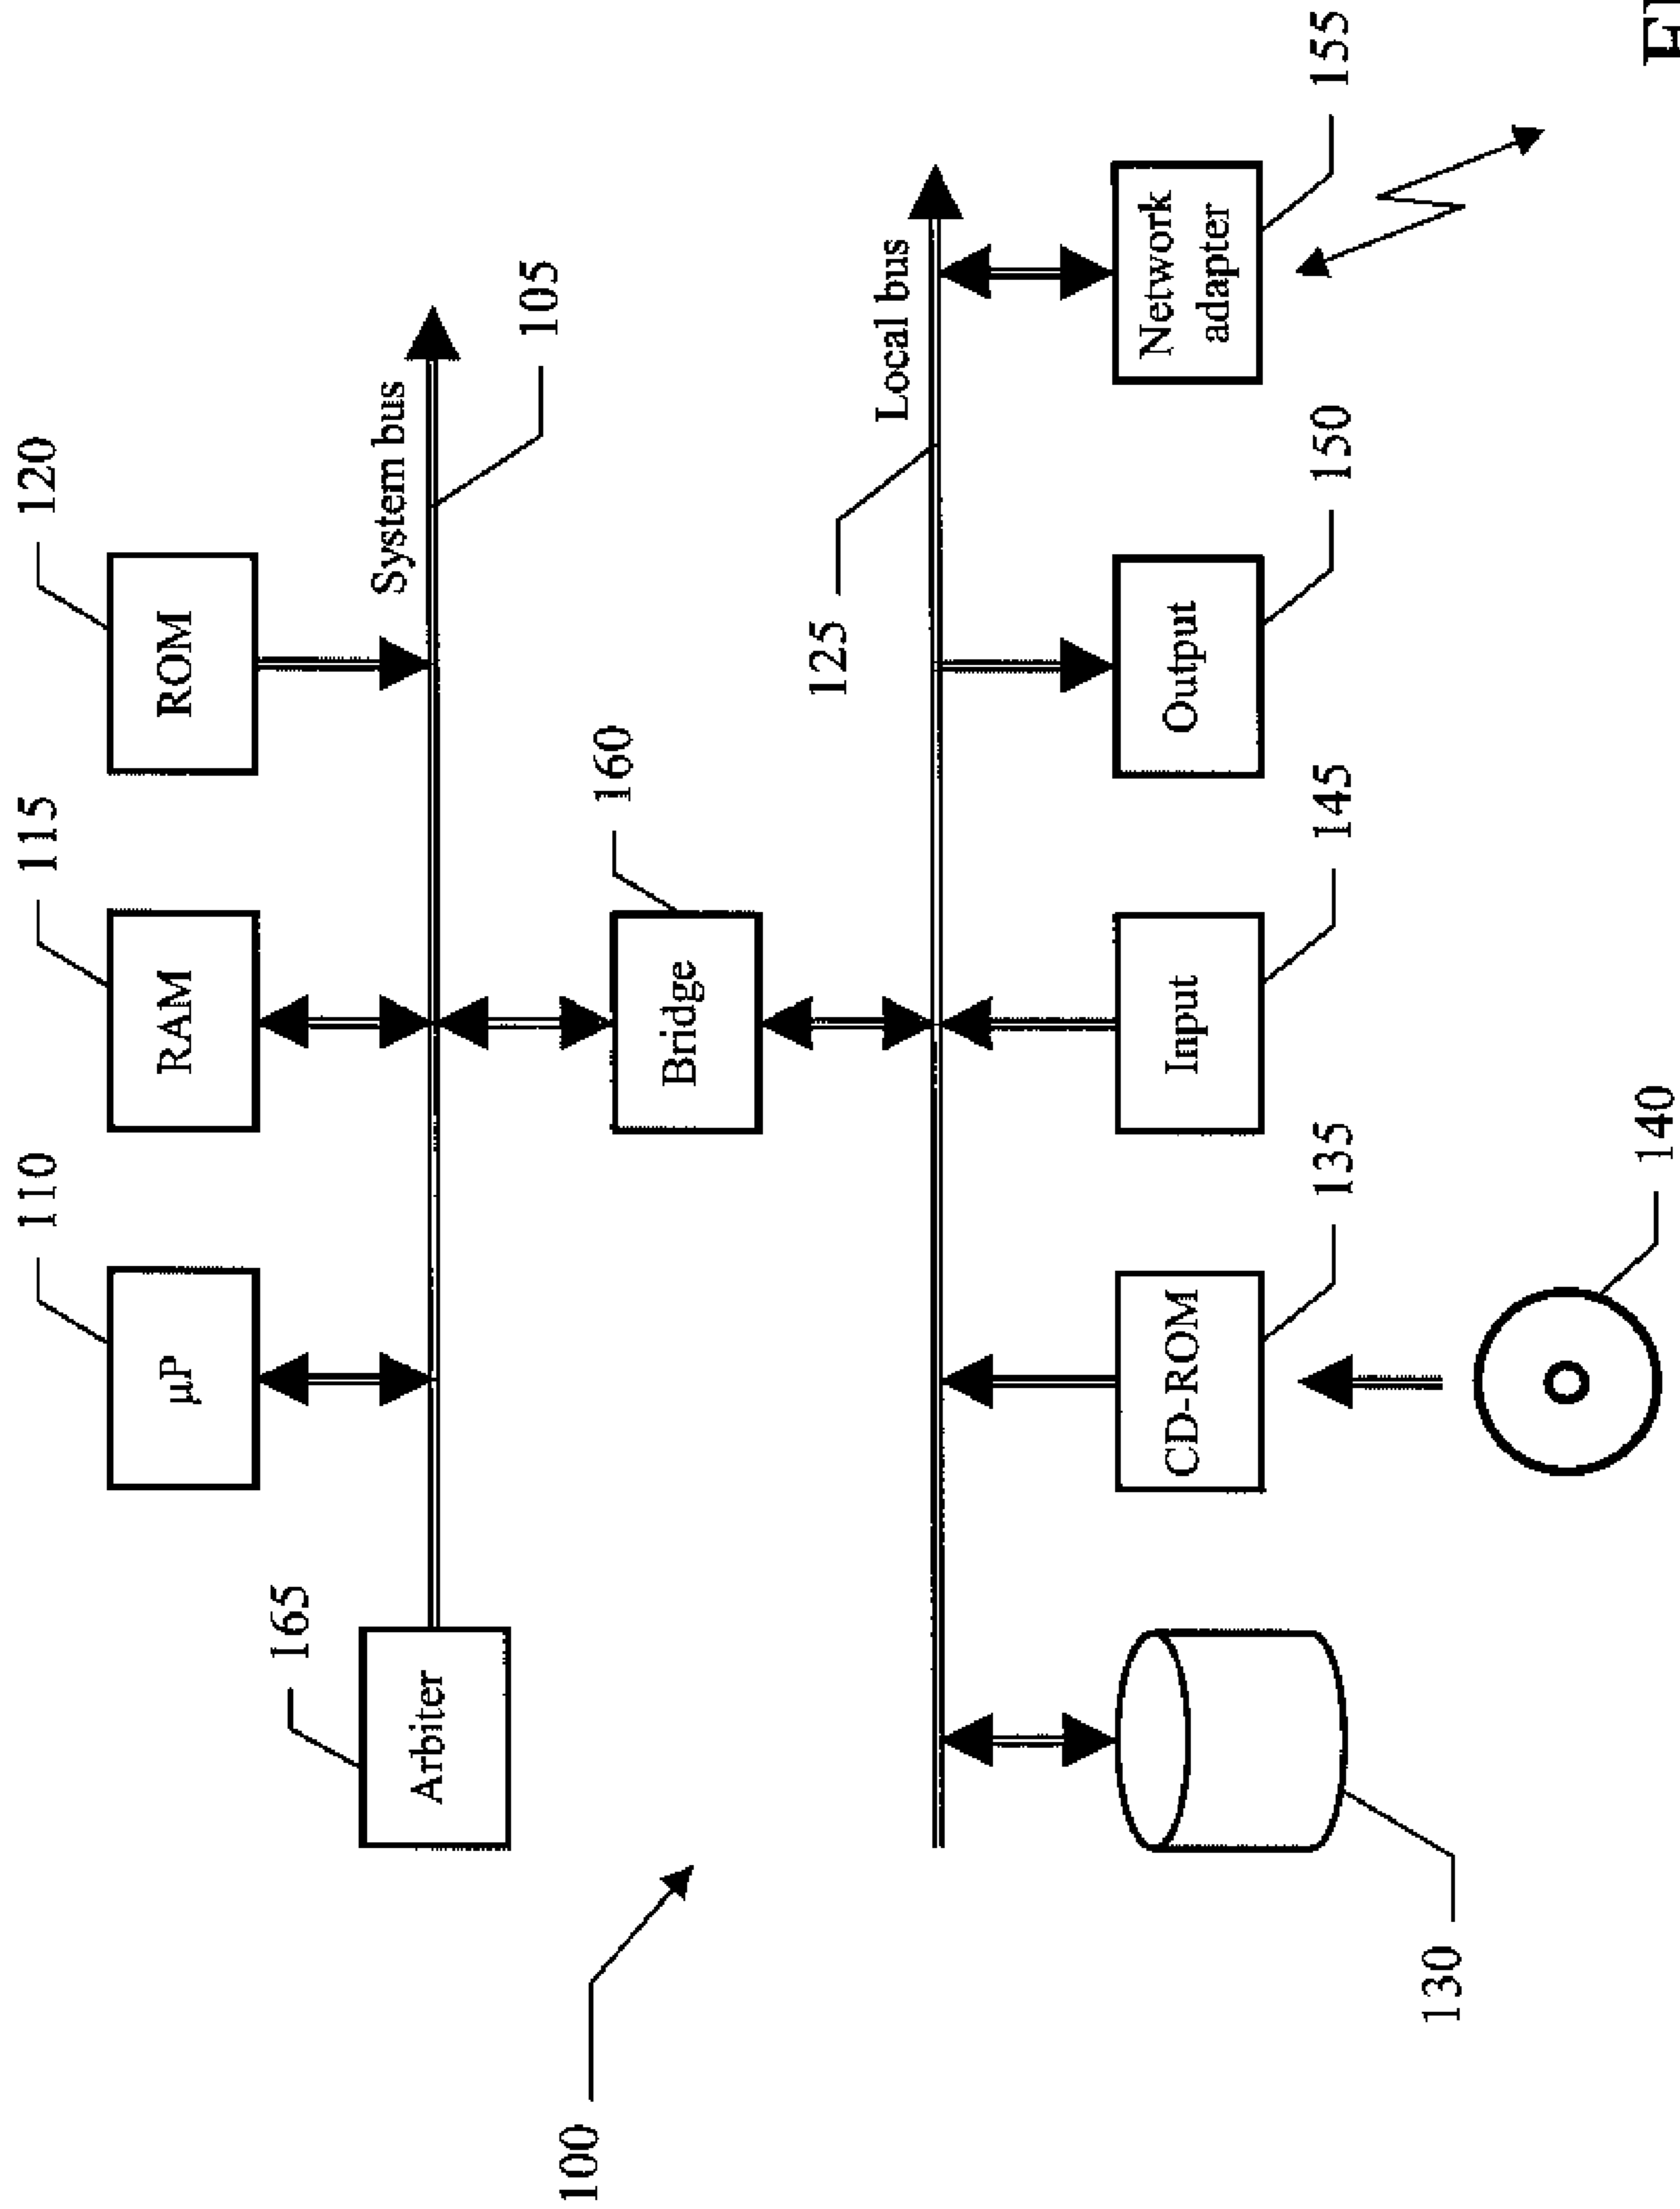 110
115
120
µP
RAM
ROM
165
Arbiter
System bus
105
100
160
Bridge
125
Local bus
CD-ROM
Input
Output
Network
adapter
130
135
145
150
155
140